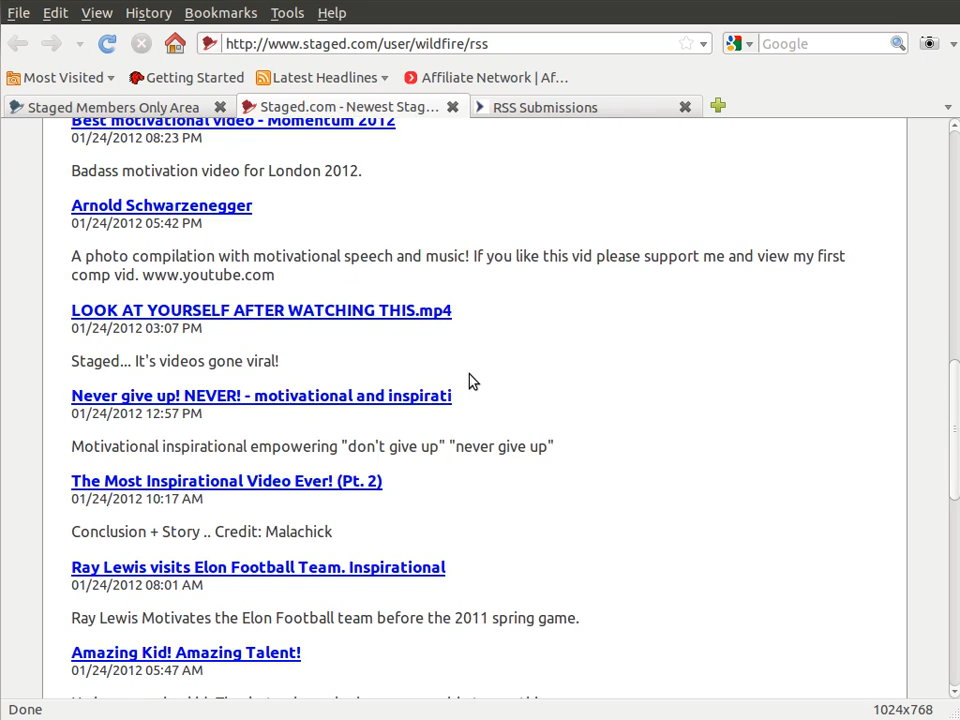 File Edit View History Bookmarks Tools Help
http://www.staged.com/user/wildfire/rss
Google
Most Visited Getting Started Latest Headlines Affiliate Network | Af...
Staged Members Only Area Staged.com - Newest Stag... RSS Submissions
Best motivational video - Momentum 2012
01/24/2012 08:23 PM
Badass motivation video for London 2012.
Arnold Schwarzenegger
01/24/2012 05:42 PM
A photo compilation with motivational speech and music! If you like this vid please support me and view my first
comp vid. www.youtube.com
LOOK AT YOURSELF AFTER WATCHING THIS.mp4
01/24/2012 03:07 PM
Staged... It's videos gone viral!
Never give up! NEVER! - motivational and inspirati
01/24/2012 12:57 PM
Motivational inspirational empowering "don't give up" "never give up"
The Most Inspirational Video Ever! (Pt. 2)
01/24/2012 10:17 AM
Conclusion + Story .. Credit: Malachick
Ray Lewis visits Elon Football Team. Inspirational
01/24/2012 08:01 AM
Ray Lewis Motivates the Elon Football team before the 2011 spring game.
Amazing Kid! Amazing Talent!
01/24/2012 05:47 AM
Done 1024x768